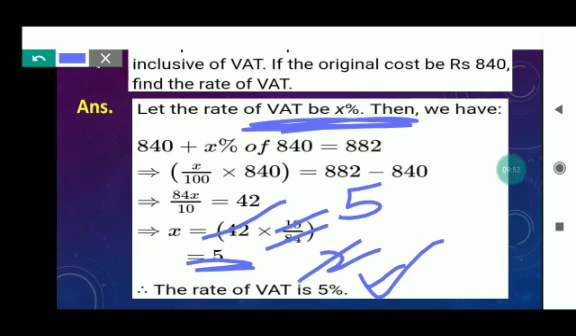 inclusive of VAT. If the original cost be Rs 840,
find the rate of VAT.
Ans. Let the rate of VAT be x%. Then, we have:
840 + x% of 840 = 882
⇒ (x/100 × 840) = 882 − 840
⇒ 84x/10 = 42
⇒ x = (42 × 10/84) 5
= 5
∴ The rate of VAT is 5%.
09:52